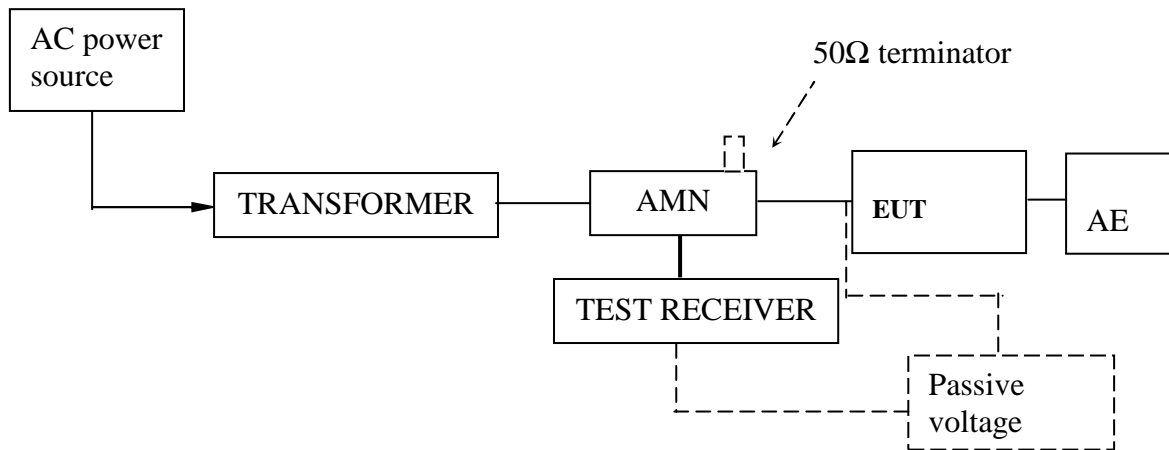 AC power
source
50Ω terminator
TRANSFORMER
AMN
EUT
AE
TEST RECEIVER
Passive
voltage